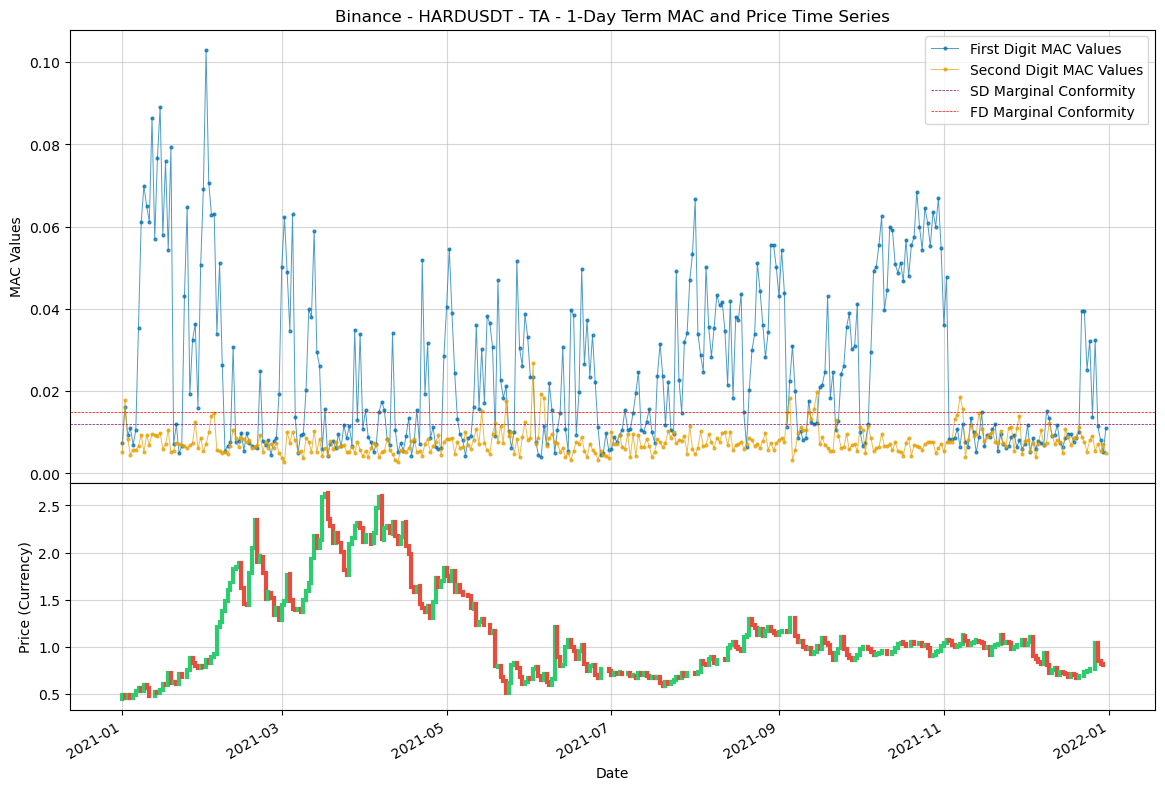 Binance - HARDUSDT - TA - 1-Day Term MAC and Price Time Series
First Digit MAC Values
Second Digit MAC Values
SD Marginal Conformity
FD Marginal Conformity
MAC Values
0.10
0.08
0.06
0.04
0.02
0.00
Price (Currency)
2.5
2.0
1.5
1.0
0.5
2021-01
2021-03
2021-05
2021-07
2021-09
2021-11
2022-01
Date